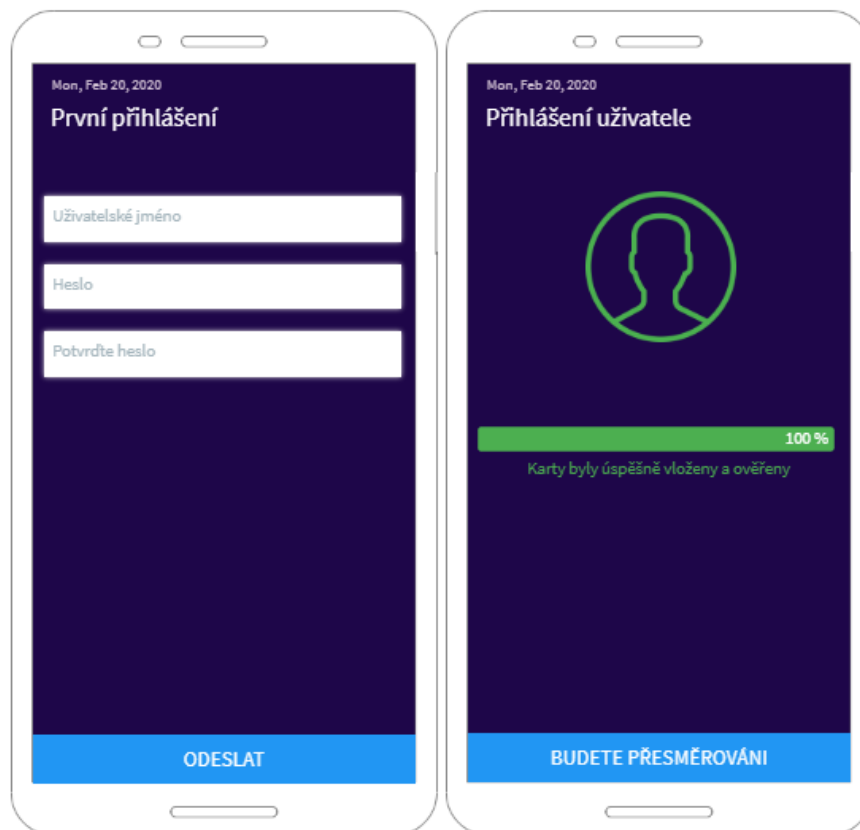 Mon, Feb 20, 2020
První přihlášení
Uživatelské jméno
Heslo
Potvrďte heslo
ODESLAT
Mon, Feb 20, 2020
Přihlášení uživatele
100 %
Karty byly úspěšně vloženy a ověřeny
BUDETE PŘESMĚROVÁNI